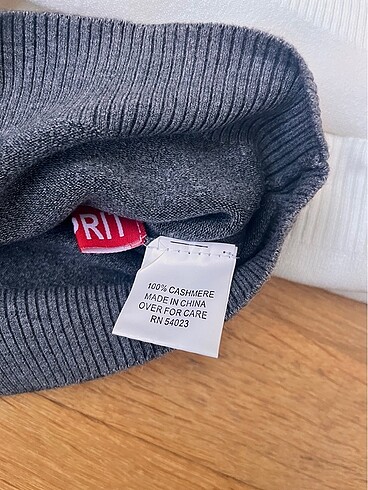 PRIT
100% CASHMERE
MADE IN CHINA
OVER FOR CARE
RN 54023